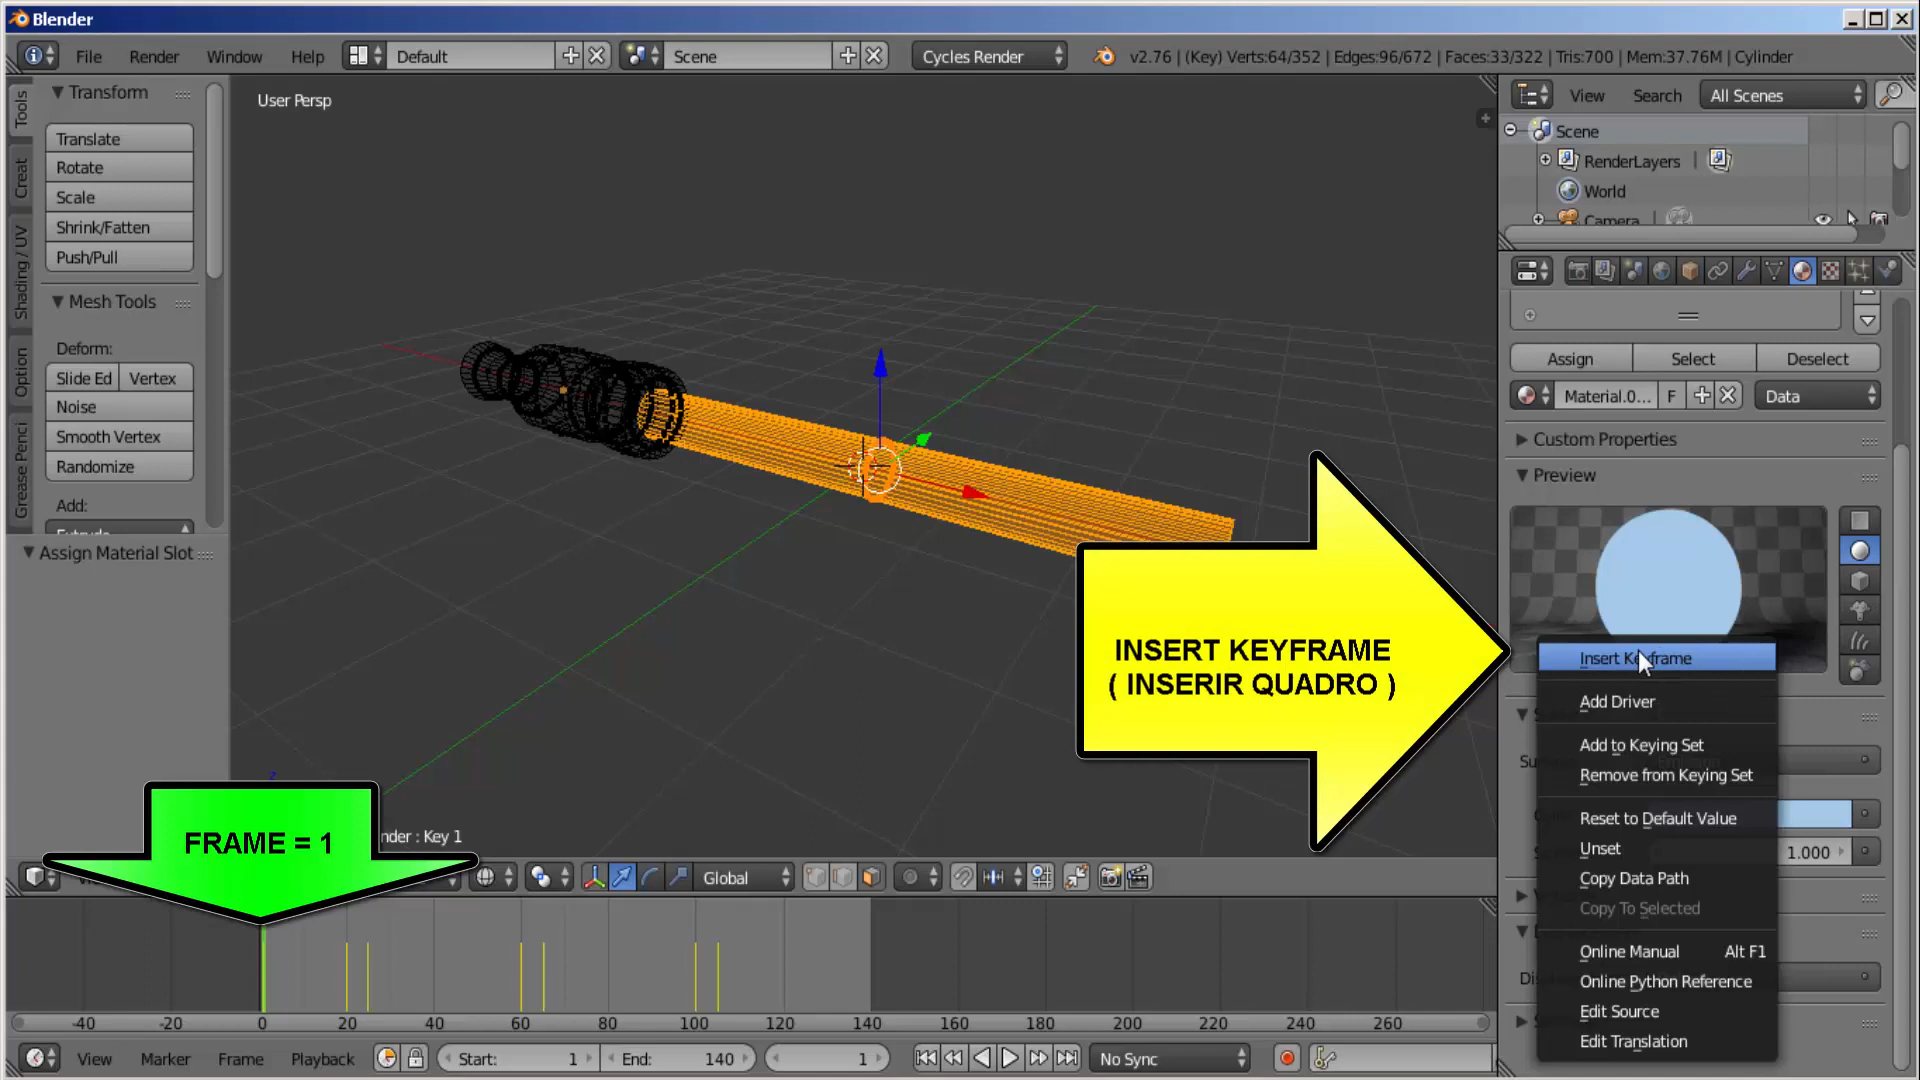 Blender
File Render Window Help Default Scene Cycles Render v2.76 | (Key) Verts:64/352 | Edges:96/672 | Faces:33/322 | Tris:700 | Mem:37.76M | Cylinder
Tools
Creat
Shading / UV
Option
Grease Penci
Transform
Translate
Rotate
Scale
Shrink/Fatten
Push/Pull
Mesh Tools
Deform:
Slide Ed Vertex
Noise
Smooth Vertex
Randomize
Add:
Assign Material Slot
User Persp
INSERT KEYFRAME
( INSERIR QUADRO )
FRAME = 1
nder : Key 1
z
Global
View Search All Scenes
Scene
RenderLayers |
World
Camera |
Assign Select Deselect
Material.0... F Data
Custom Properties
Preview
Insert Keyframe
Add Driver
Add to Keying Set
Remove from Keying Set
Reset to Default Value
Unset
1.000
Copy Data Path
Copy To Selected
Online Manual Alt F1
Online Python Reference
Edit Source
Edit Translation
-40 -20 0 20 40 60 80 100 120 140 160 180 200 220 240 260
View Marker Frame Playback Start: 1 End: 140 1 No Sync